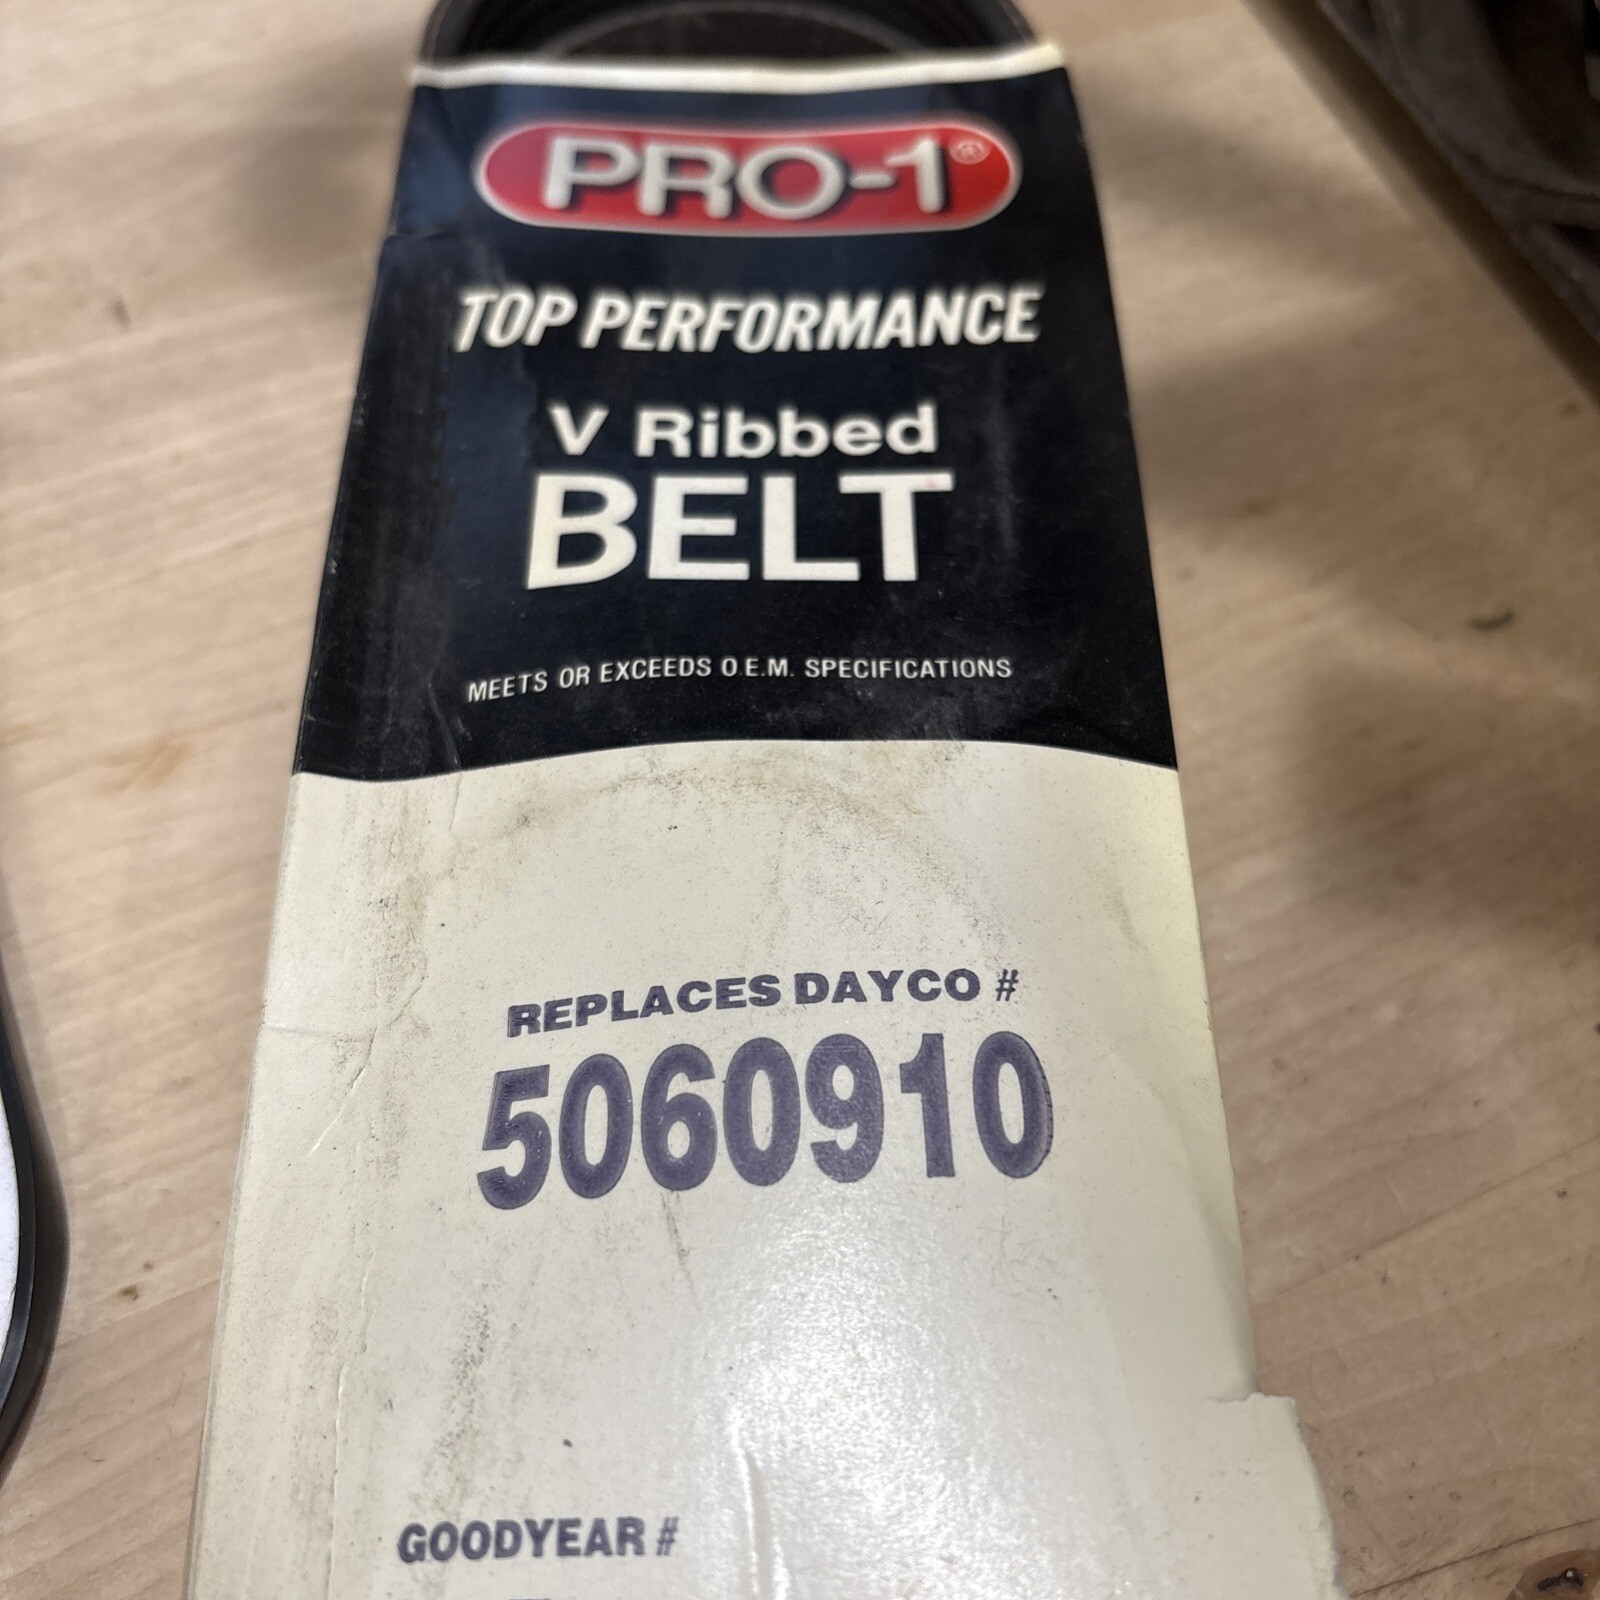 PRO-1®
TOP PERFORMANCE
V Ribbed
BELT
MEETS OR EXCEEDS O.E.M. SPECIFICATIONS
REPLACES DAYCO #
5060910
GOODYEAR #